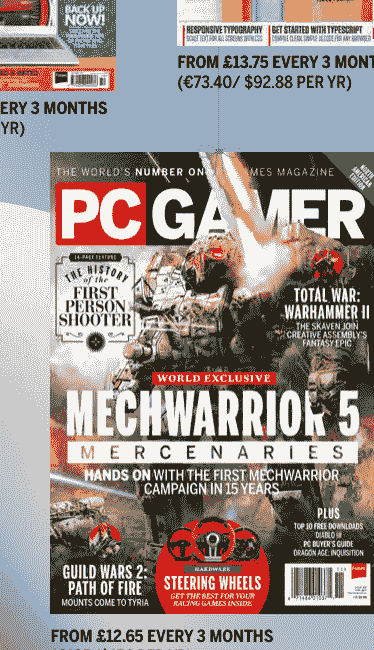 BACK UP
NOW!
RESPONSIVE TYPOGRAPHY
GET STARTED WITH TYPESCRIPT
FROM £13.75 EVERY 3 MONT
(€73.40/ $92.88 PER YR)
ERY 3 MONTHS
YR)
THE WORLD'S NUMBER ON MES MAGAZINE
NORTH
AMERICAN
EDITION
PC GAMER
14-PAGE FEATURE
THE HISTORY
of the
FIRST
PERSON
SHOOTER
TOTAL WAR:
WARHAMMER II
THE SKAVEN JOIN
CREATIVE ASSEMBLY'S
FANTASY EPIC
WORLD EXCLUSIVE
MECHWARRIOR 5
MERCENARIES
HANDS ON WITH THE FIRST MECHWARRIOR
CAMPAIGN IN 15 YEARS
PLUS
TOP 10 FREE DOWNLOADS
DIABLO III
PC BUYER'S GUIDE
DRAGON AGE: INQUISITION
GUILD WARS 2:
PATH OF FIRE
MOUNTS COME TO TYRIA
HARDWARE
STEERING WHEELS
GET THE BEST FOR YOUR
RACING GAMES INSIDE
FROM £12.65 EVERY 3 MONTHS